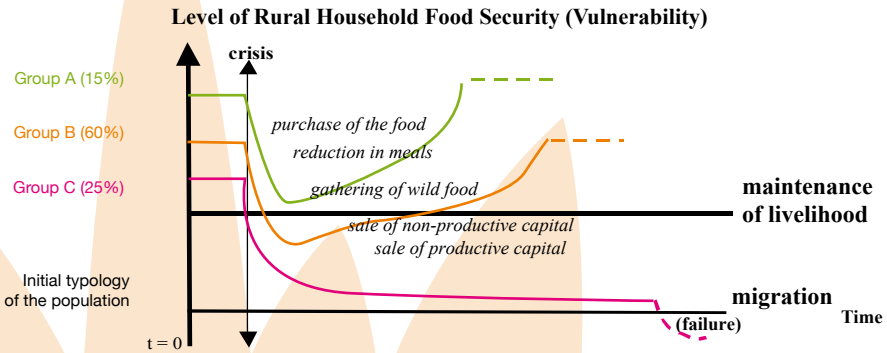 Level of Rural Household Food Security (Vulnerability)
crisis
Group A (15%)
purchase of the food
Group B (60%)
reduction in meals
Group C (25%)
gathering of wild food
maintenance
of livelihood
sale of non-productive capital
sale of productive capital
Initial typology
of the population
migration
(failure)
Time
t = 0